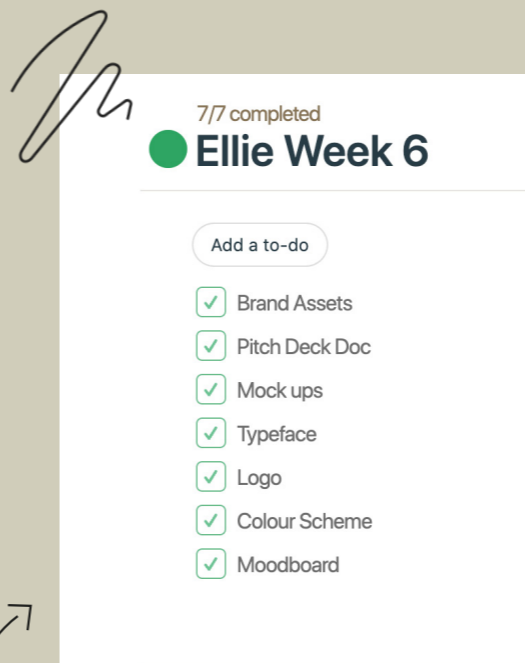 7/7 completed
Ellie Week 6
Add a to-do
Brand Assets
Pitch Deck Doc
Mock ups
Typeface
Logo
Colour Scheme
Moodboard